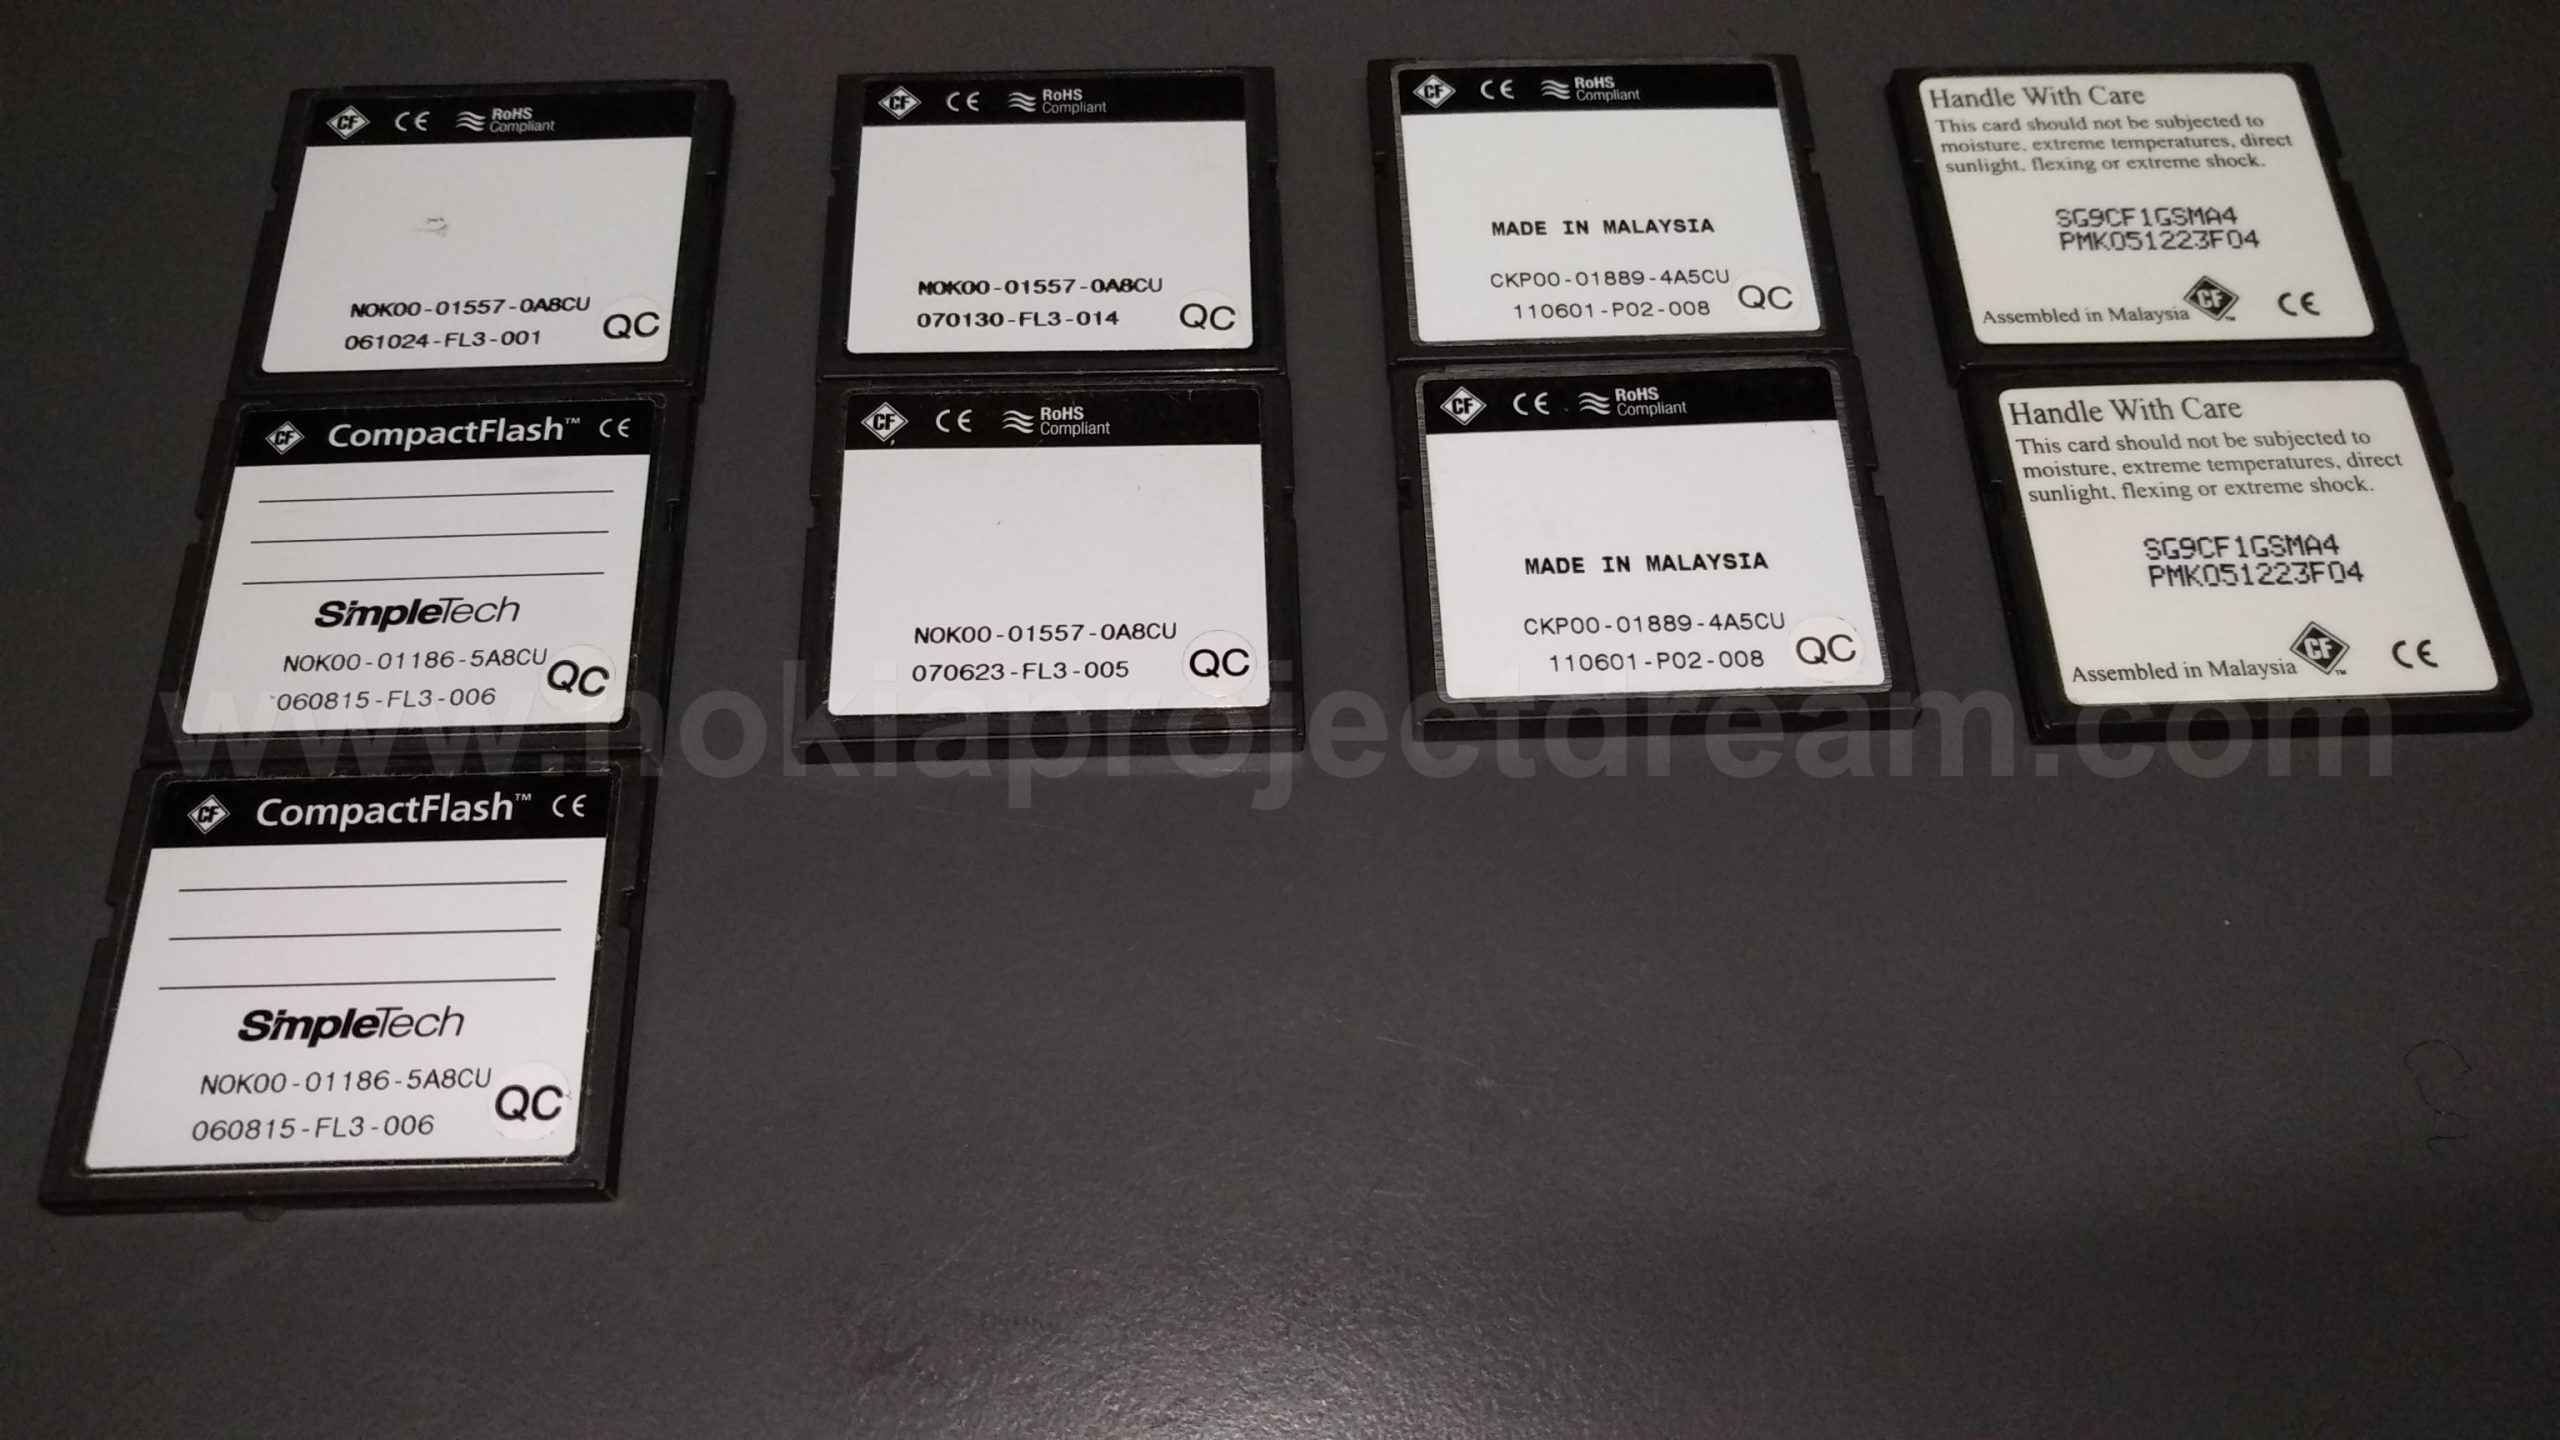 CF CE RoHS
Compliant
NOK00-01557-0A8CU
061024-FL3-001
QC
CF CompactFlash™ CE
SimpleTech
NOK00-01186-5A8CU
060815-FL3-006
QC
CF CompactFlash™ CE
SimpleTech
NOK00-01186-5A8CU
060815-FL3-006
QC
CF CE RoHS
Compliant
NOK00-01557-0A8CU
070130-FL3-014
QC
CF CE RoHS
Compliant
NOK00-01557-0A8CU
070623-FL3-005
QC
CF CE RoHS
Compliant
MADE IN MALAYSIA
CKP00-01889-4A5CU
110601-P02-008
QC
CF CE RoHS
Compliant
MADE IN MALAYSIA
CKP00-01889-4A5CU
110601-P02-008
QC
Handle With Care
This card should not be subjected to
moisture, extreme temperatures, direct
sunlight, flexing or extreme shock.
SG9CF1GSMA4
PMK051223F04
Assembled in Malaysia CF™ CE
Handle With Care
This card should not be subjected to
moisture, extreme temperatures, direct
sunlight, flexing or extreme shock.
SG9CF1GSMA4
PMK051223F04
Assembled in Malaysia CF™ CE
www.nokiaprojectdream.com